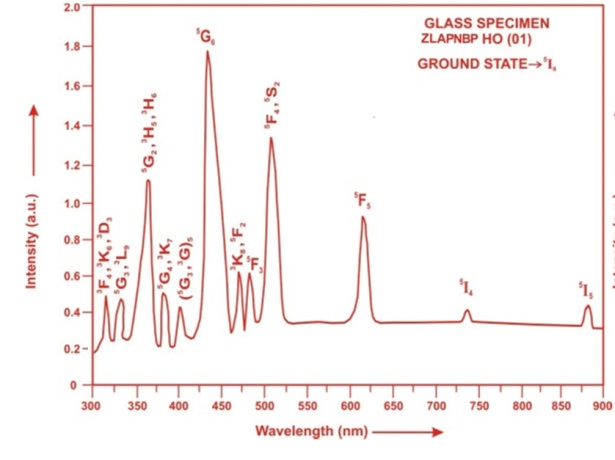 GLASS SPECIMEN
ZLAPNBP HO (01)
GROUND STATE→⁵I₈
Intensity (a.u.)
2.0
1.8
1.6
1.4
1.2
1.0
0.8
0.6
0.4
0.2
0
³F₄, ³K₆, ³D₃
⁵G₃, ³L₉
⁵G₂, ³H₅, ³H₆
⁵G₄, ³K₇
(⁵G, ³G)₅
⁵G₆
³K₈, ⁵F₂
⁵F₃
⁵F₄, ⁵S₂
⁵F₅
⁵I₄
⁵I₅
300 350 400 450 500 550 600 650 700 750 800 850 900
Wavelength (nm)